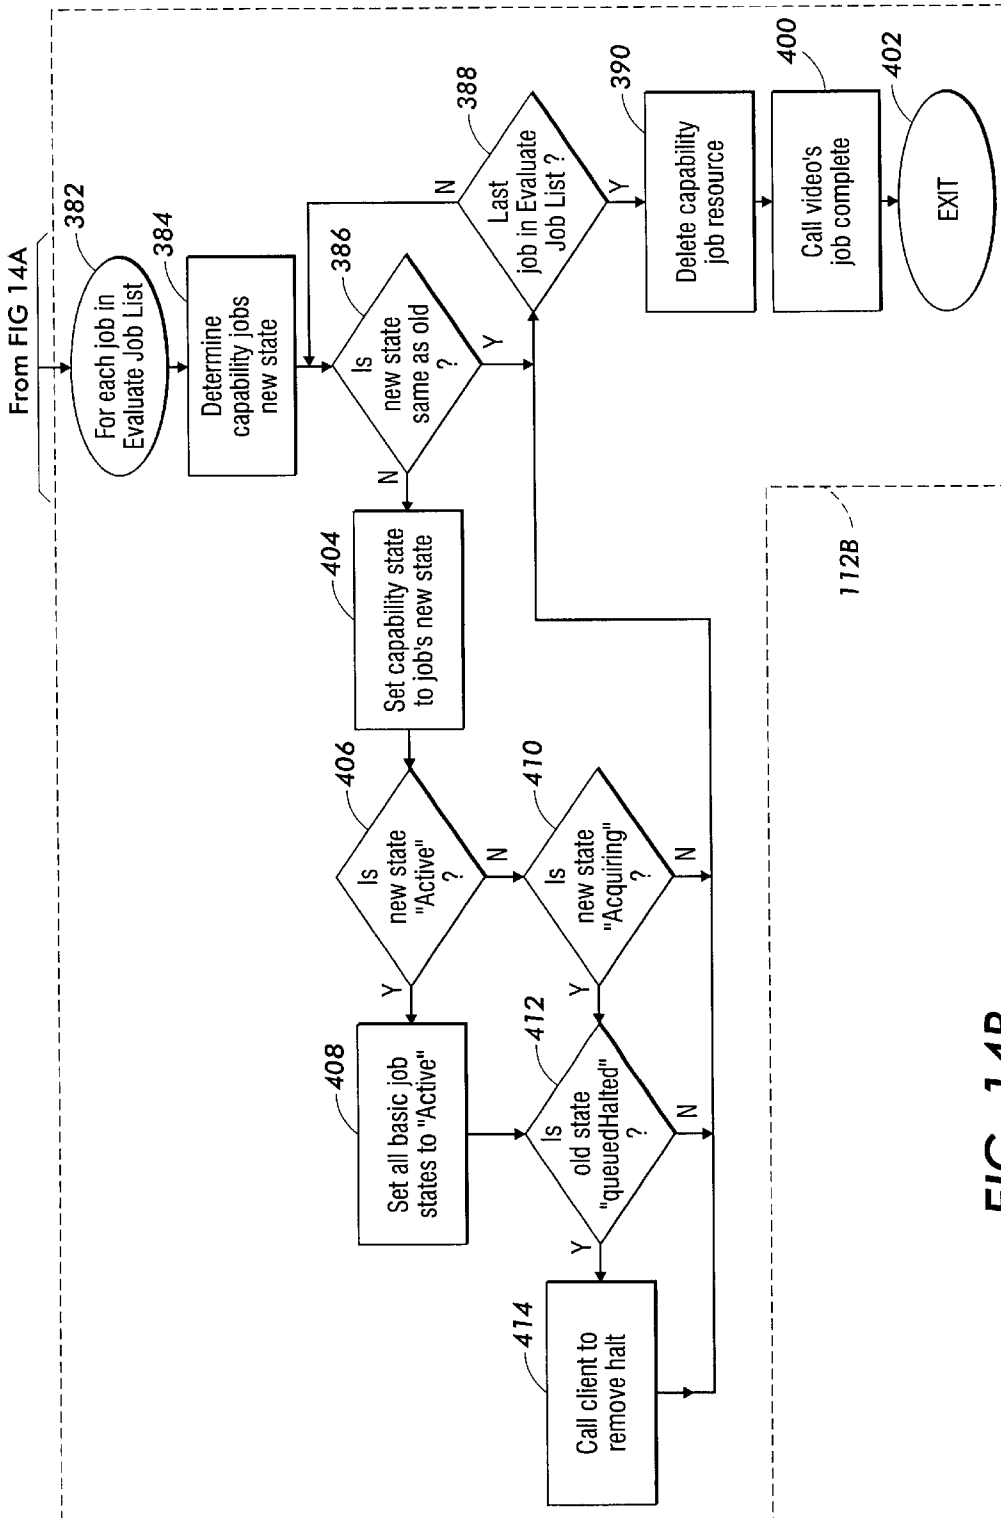 From FIG 14A
382
For each job in
Evaluate Job List
384
Determine
capability jobs
new state
386
Is
new state
same as old
?
N
Y
388
Last
job in Evaluate
Job List ?
N
Y
390
Delete capability
job resource
400
Call video's
job complete
402
EXIT
404
Set capability state
to job's new state
406
Is
new state
"Active"
?
Y
N
408
Set all basic job
states to "Active"
410
Is
new state
"Acquiring"
?
Y
N
412
Is
old state
"queuedHalted"
?
Y
N
414
Call client to
remove halt
112B
FIG. 14B